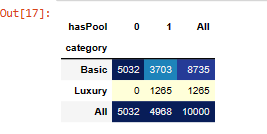 Out[17]:
hasPool 0 1 All
category
Basic 5032 3703 8735
Luxury 0 1265 1265
All 5032 4968 10000